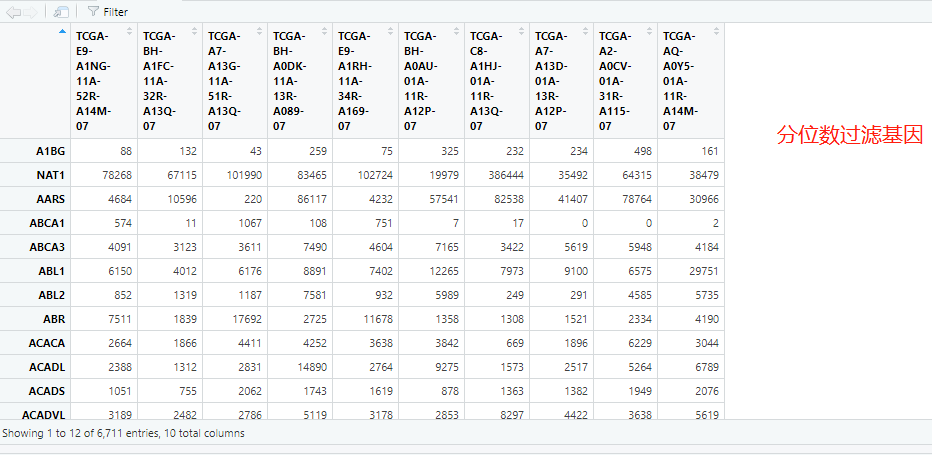 Filter
TCGA-E9-A1NG-11A-52R-A14M-07 TCGA-BH-A1FC-11A-32R-A13Q-07 TCGA-A7-A13G-11A-51R-A13Q-07 TCGA-BH-A0DK-11A-13R-A089-07 TCGA-E9-A1RH-11A-34R-A169-07 TCGA-BH-A0AU-01A-11R-A12P-07 TCGA-C8-A1HJ-01A-11R-A13Q-07 TCGA-A7-A13D-01A-13R-A12P-07 TCGA-A2-A0CV-01A-31R-A115-07 TCGA-AQ-A0Y5-01A-11R-A14M-07
分位数过滤基因
A1BG 88 132 43 259 75 325 232 234 498 161
NAT1 78268 67115 101990 83465 102724 19979 386444 35492 64315 38479
AARS 4684 10596 220 86117 4232 57541 82538 41407 78764 30966
ABCA1 574 11 1067 108 751 7 17 0 0 2
ABCA3 4091 3123 3611 7490 4604 7165 3422 5619 5948 4184
ABL1 6150 4012 6176 8891 7402 12265 7973 9100 6575 29751
ABL2 852 1319 1187 7581 932 5989 249 291 4585 5735
ABR 7511 1839 17692 2725 11678 1358 1308 1521 2334 4190
ACACA 2664 1866 4411 4252 3638 3842 669 1896 6229 3044
ACADL 2388 1312 2831 14890 2764 9275 1573 2517 5264 6789
ACADS 1051 755 2062 1743 1619 878 1363 1382 1949 2076
ACADVL 3189 2482 2786 5119 3178 2853 8297 4422 3638 5619
Showing 1 to 12 of 6,711 entries, 10 total columns